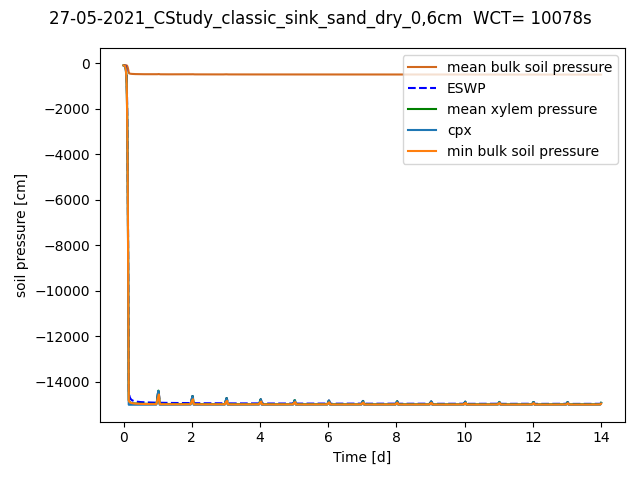 27-05-2021_CStudy_classic_sink_sand_dry_0,6cm  WCT= 10078s
mean bulk soil pressure
ESWP
mean xylem pressure
cpx
min bulk soil pressure
soil pressure [cm]
0
−2000
−4000
−6000
−8000
−10000
−12000
−14000
0 2 4 6 8 10 12 14
Time [d]